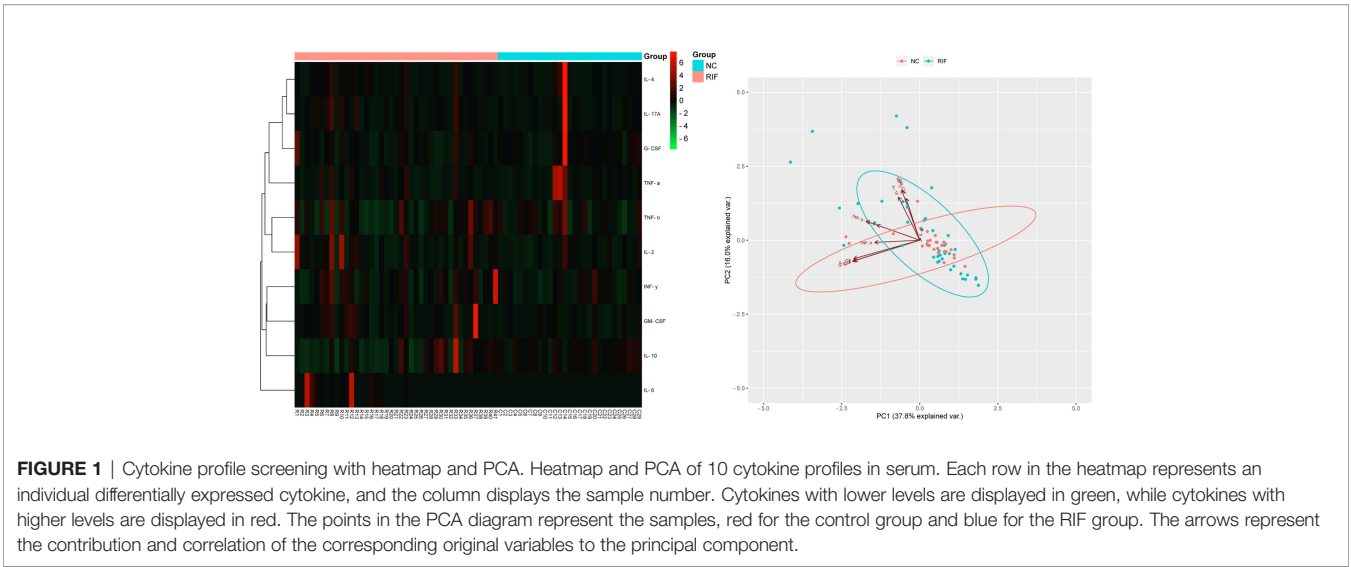 Group
6
4
2
0
- 2
- 4
- 6
Group
NC
RIF
IL- 4
IL- 17A
G- CSF
TNF- a
TNF- b
IL- 2
INF- y
GM- CSF
IL- 10
IL- 6
NC RIF
5.0
2.5
0.0
- 2.5
- 5.0
PC2 (16.0% explained var.)
- 5.0 - 2.5 0.0 2.5 5.0
PC1 (37.8% explained var.)
FIGURE 1 | Cytokine profile screening with heatmap and PCA. Heatmap and PCA of 10 cytokine profiles in serum. Each row in the heatmap represents an
individual differentially expressed cytokine, and the column displays the sample number. Cytokines with lower levels are displayed in green, while cytokines with
higher levels are displayed in red. The points in the PCA diagram represent the samples, red for the control group and blue for the RIF group. The arrows represent
the contribution and correlation of the corresponding original variables to the principal component.